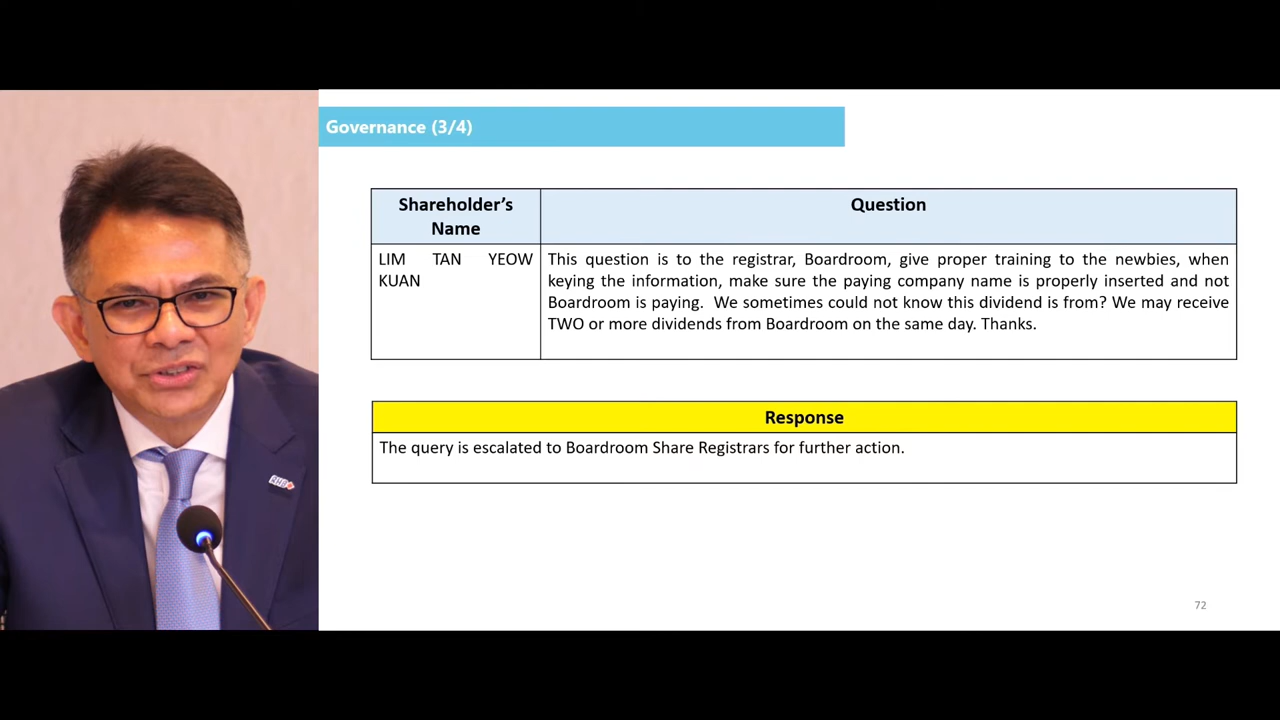 Governance (3/4)
Shareholder’s
Name
Question
LIM TAN YEOW
KUAN
This question is to the registrar, Boardroom, give proper training to the newbies, when
keying the information, make sure the paying company name is properly inserted and not
Boardroom is paying.  We sometimes could not know this dividend is from? We may receive
TWO or more dividends from Boardroom on the same day. Thanks.
Response
The query is escalated to Boardroom Share Registrars for further action.
72
RHB